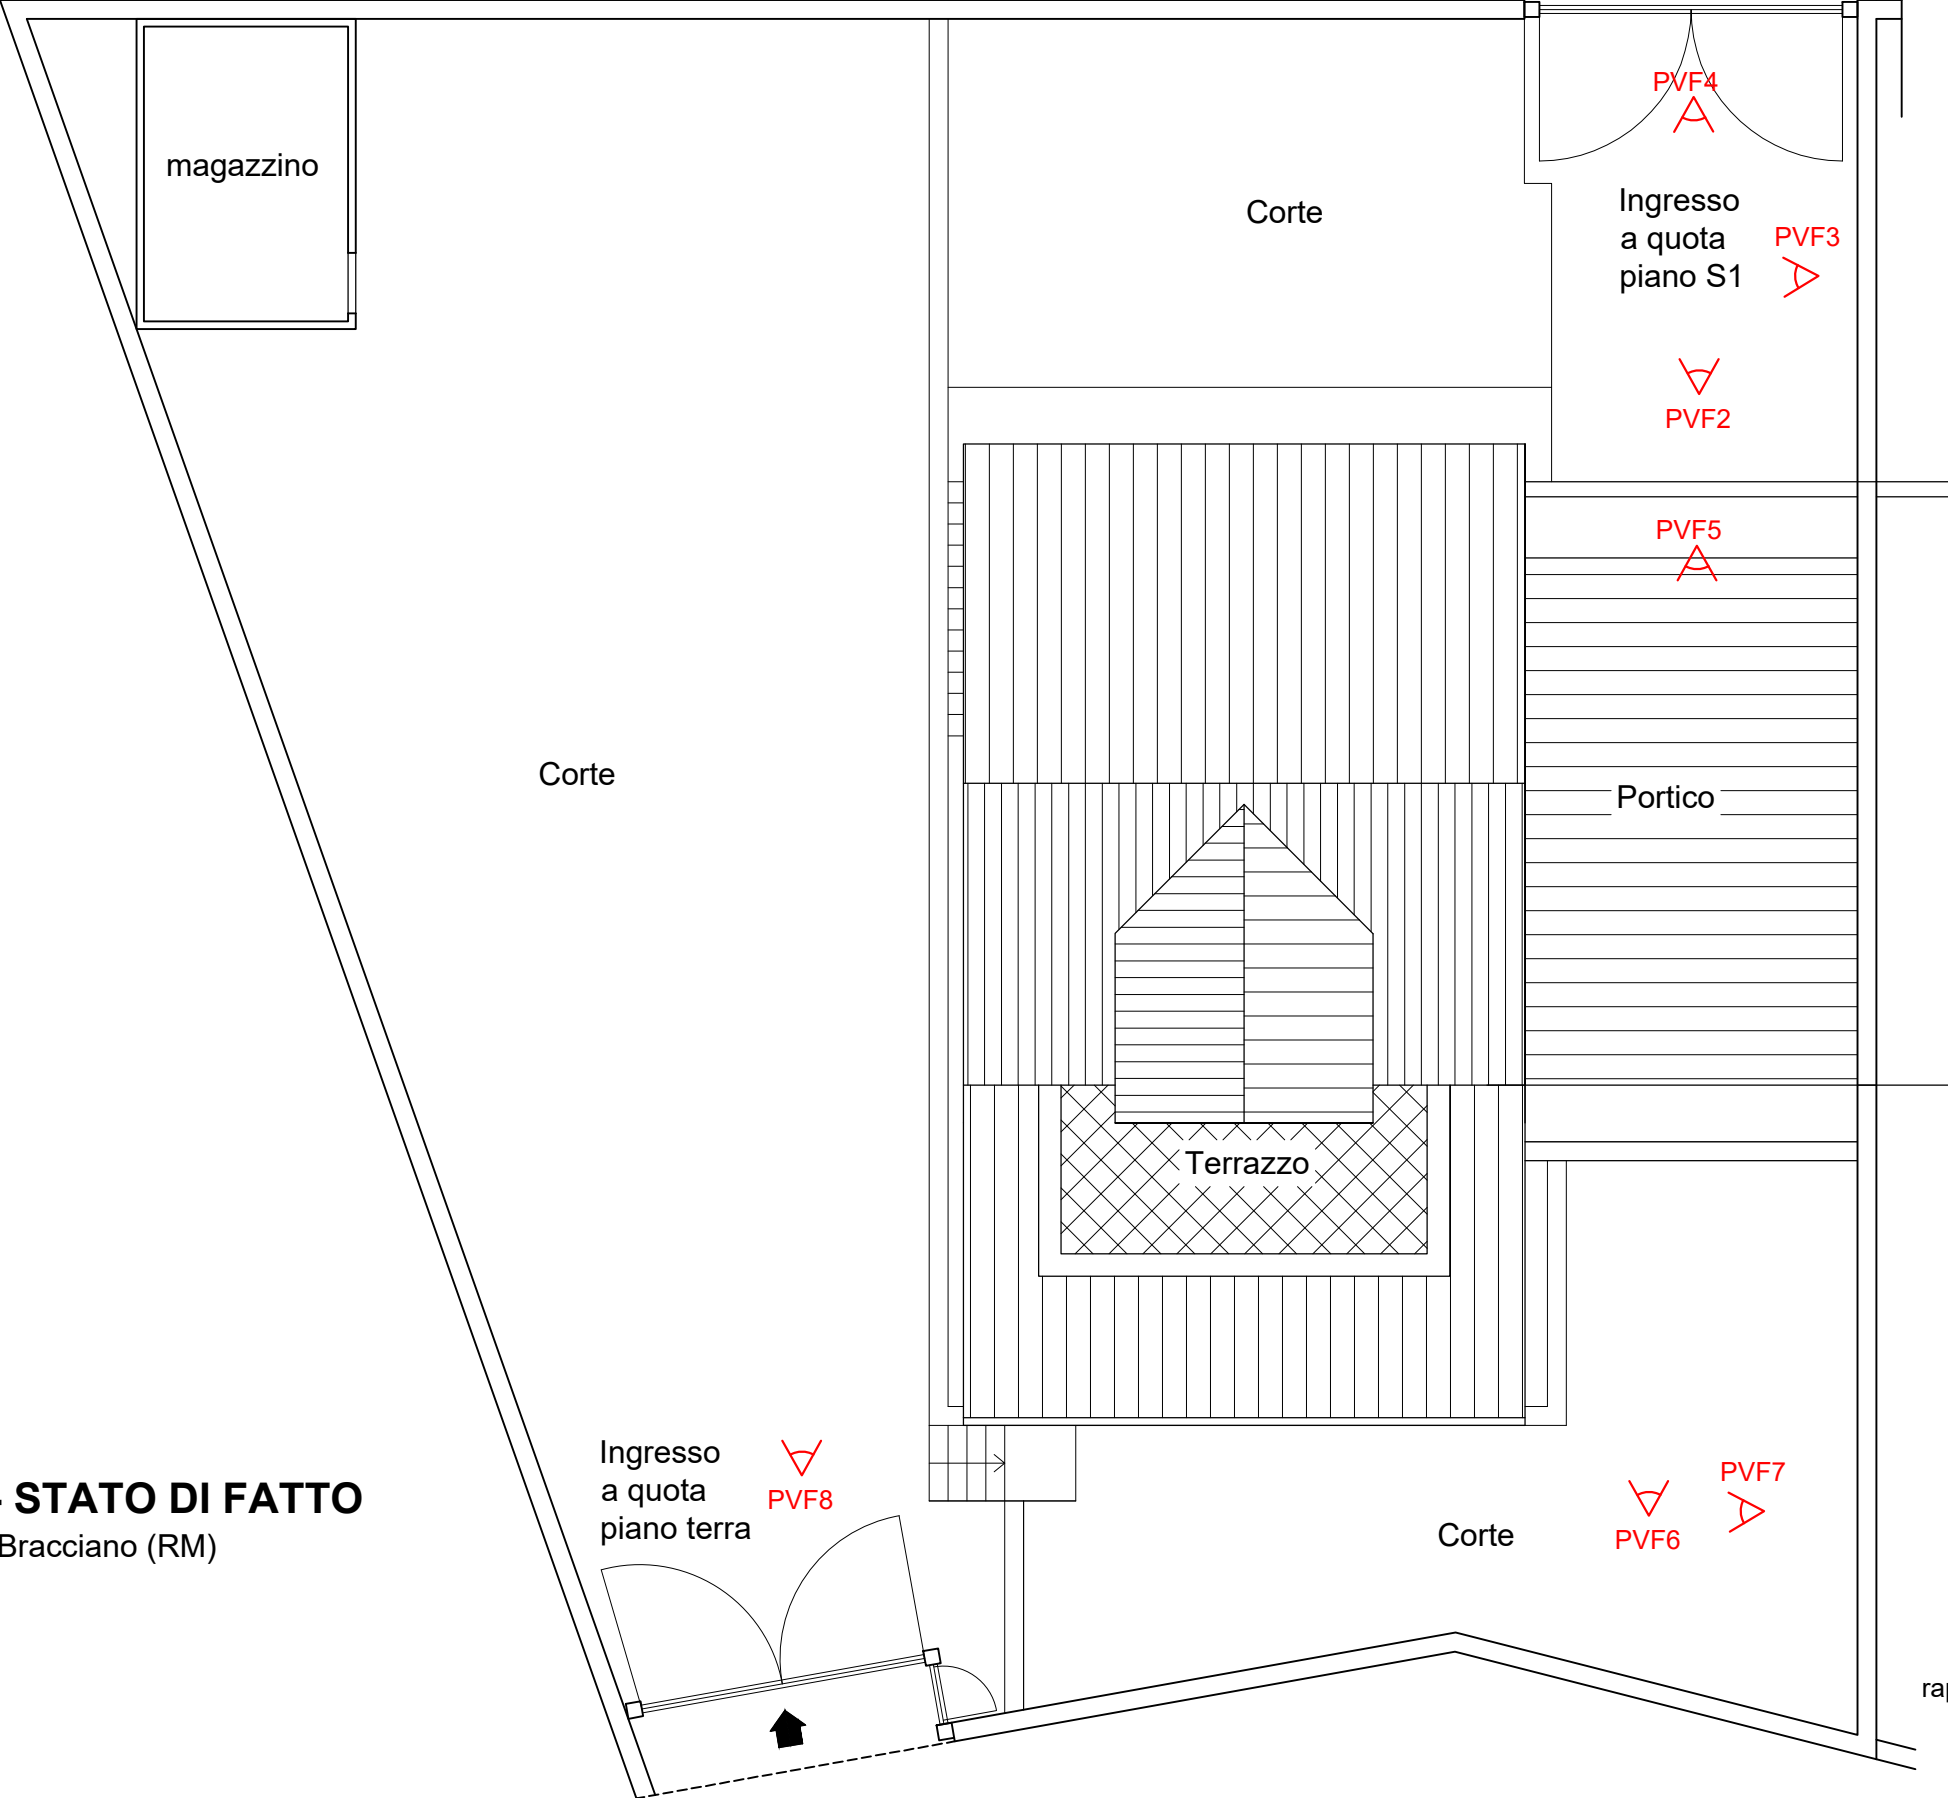 PVF4
magazzino
Ingresso
a quota
piano S1
Corte
PVF3
PVF2
PVF5
Corte
Portico
Terrazzo
Ingresso
a quota
piano terra
PVF8
- STATO DI FATTO
Bracciano (RM)
PVF7
PVF6
Corte